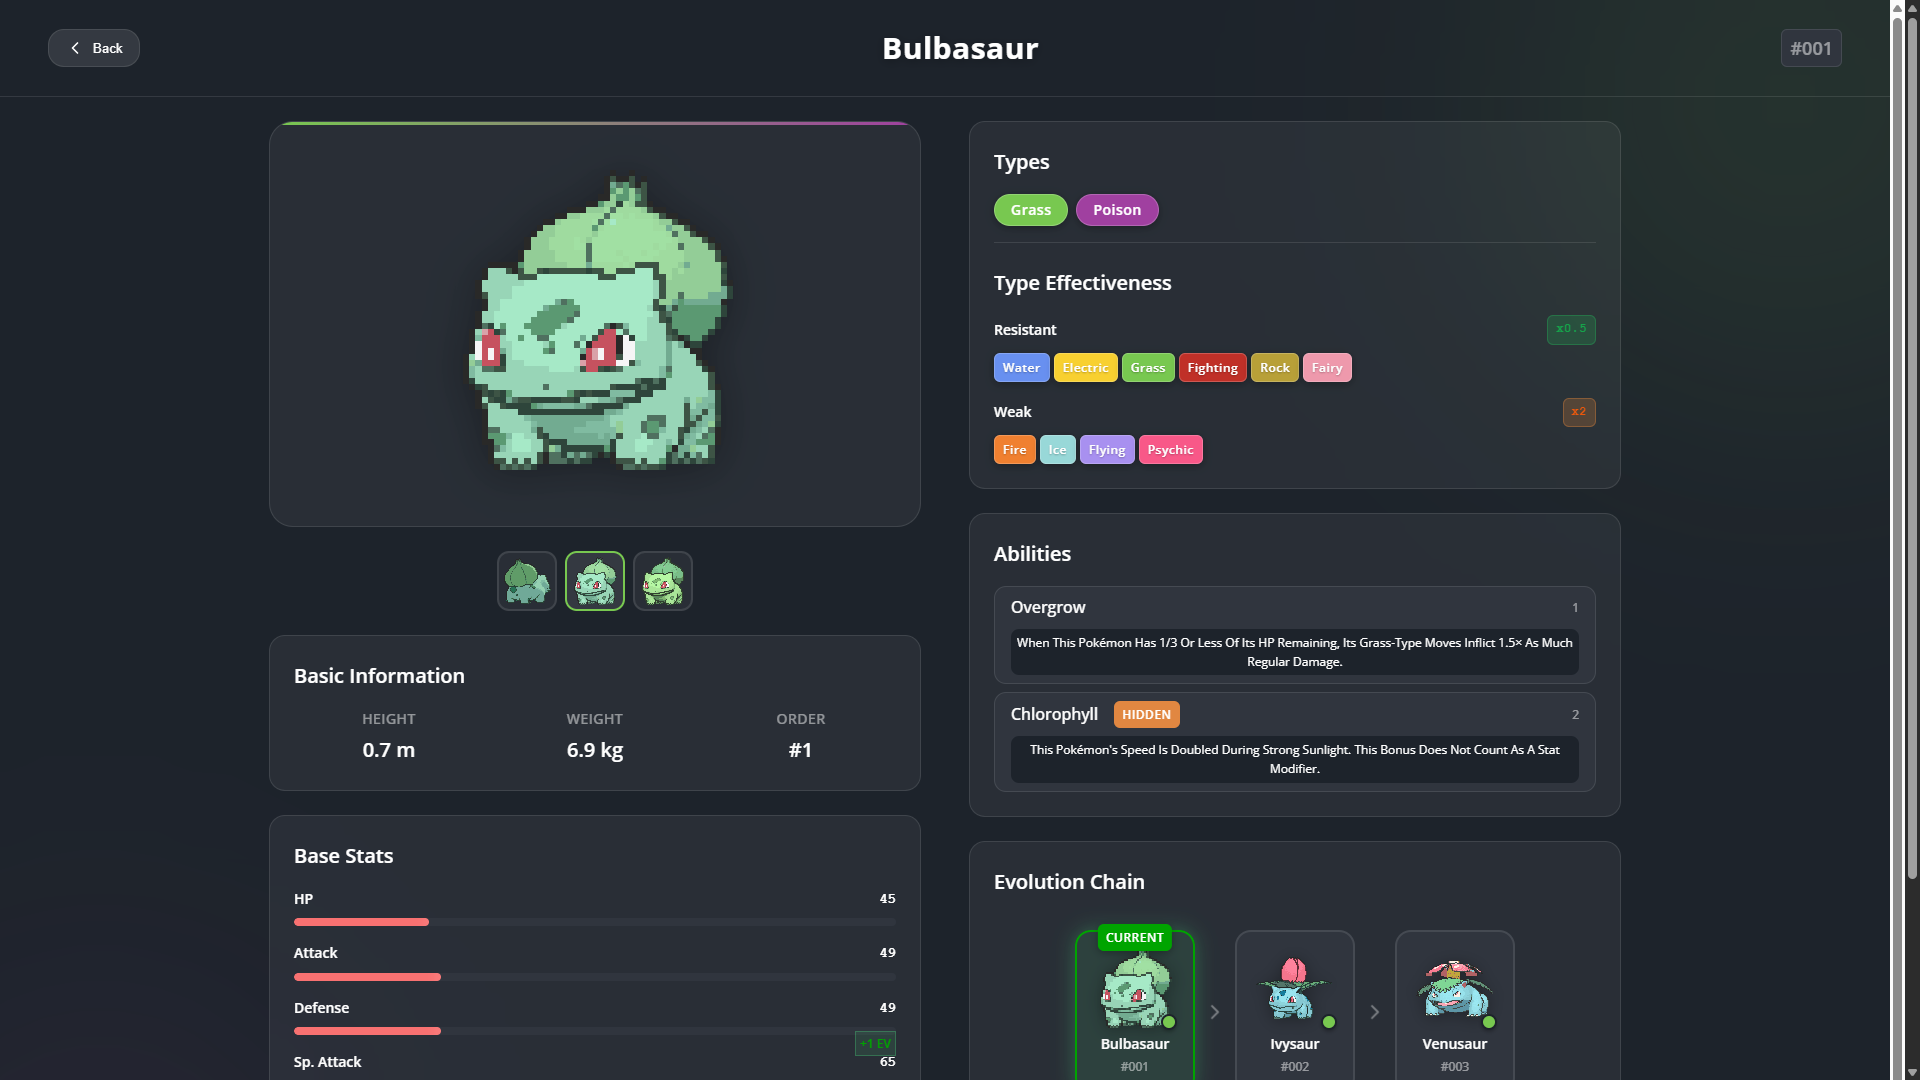 Back
Bulbasaur
#001
Types
Grass
Poison
Type Effectiveness
Resistant
x0.5
Water
Electric
Grass
Fighting
Rock
Fairy
Weak
x2
Fire
Ice
Flying
Psychic
Basic Information
HEIGHT
WEIGHT
ORDER
0.7 m
6.9 kg
#1
Base Stats
HP
45
Attack
49
Defense
49
+1 EV
Sp. Attack
65
Abilities
Overgrow
1
When This Pokémon Has 1/3 Or Less Of Its HP Remaining, Its Grass-Type Moves Inflict 1.5× As Much
Regular Damage.
Chlorophyll
HIDDEN
2
This Pokémon's Speed Is Doubled During Strong Sunlight. This Bonus Does Not Count As A Stat
Modifier.
Evolution Chain
CURRENT
Bulbasaur
#001
Ivysaur
#002
Venusaur
#003